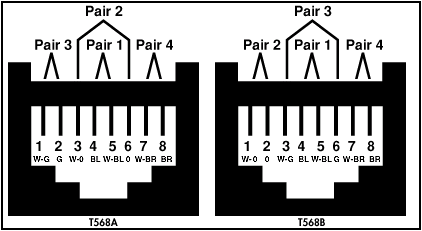 Pair 2
Pair 3 Pair 1 Pair 4
1 2 3 4 5 6 7 8
W-G G W-O BL W-BL O W-BR BR
T568A
Pair 3
Pair 2 Pair 1 Pair 4
1 2 3 4 5 6 7 8
W-O O W-G BL W-BL G W-BR BR
T568B